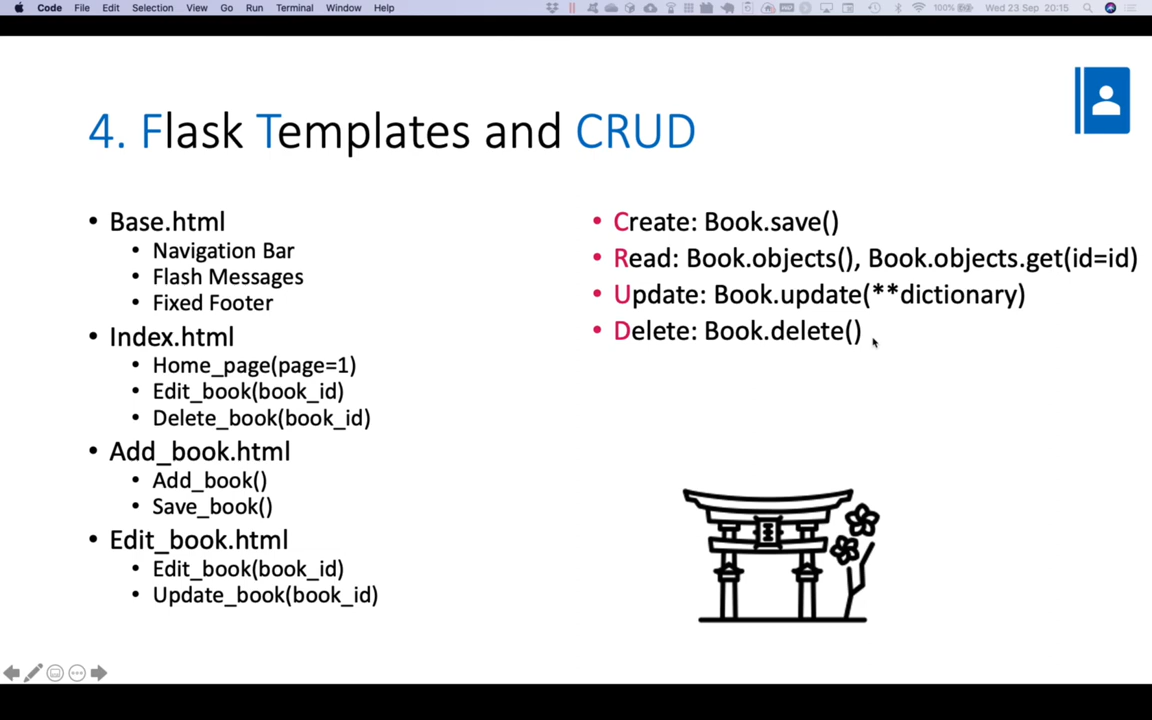 Code File Edit Selection View Go Run Terminal Window Help
100% Wed 23 Sep 20:15
4. Flask Templates and CRUD
• Base.html
• Navigation Bar
• Flash Messages
• Fixed Footer
• Index.html
• Home_page(page=1)
• Edit_book(book_id)
• Delete_book(book_id)
• Add_book.html
• Add_book()
• Save_book()
• Edit_book.html
• Edit_book(book_id)
• Update_book(book_id)
• Create: Book.save()
• Read: Book.objects(), Book.objects.get(id=id)
• Update: Book.update(**dictionary)
• Delete: Book.delete()